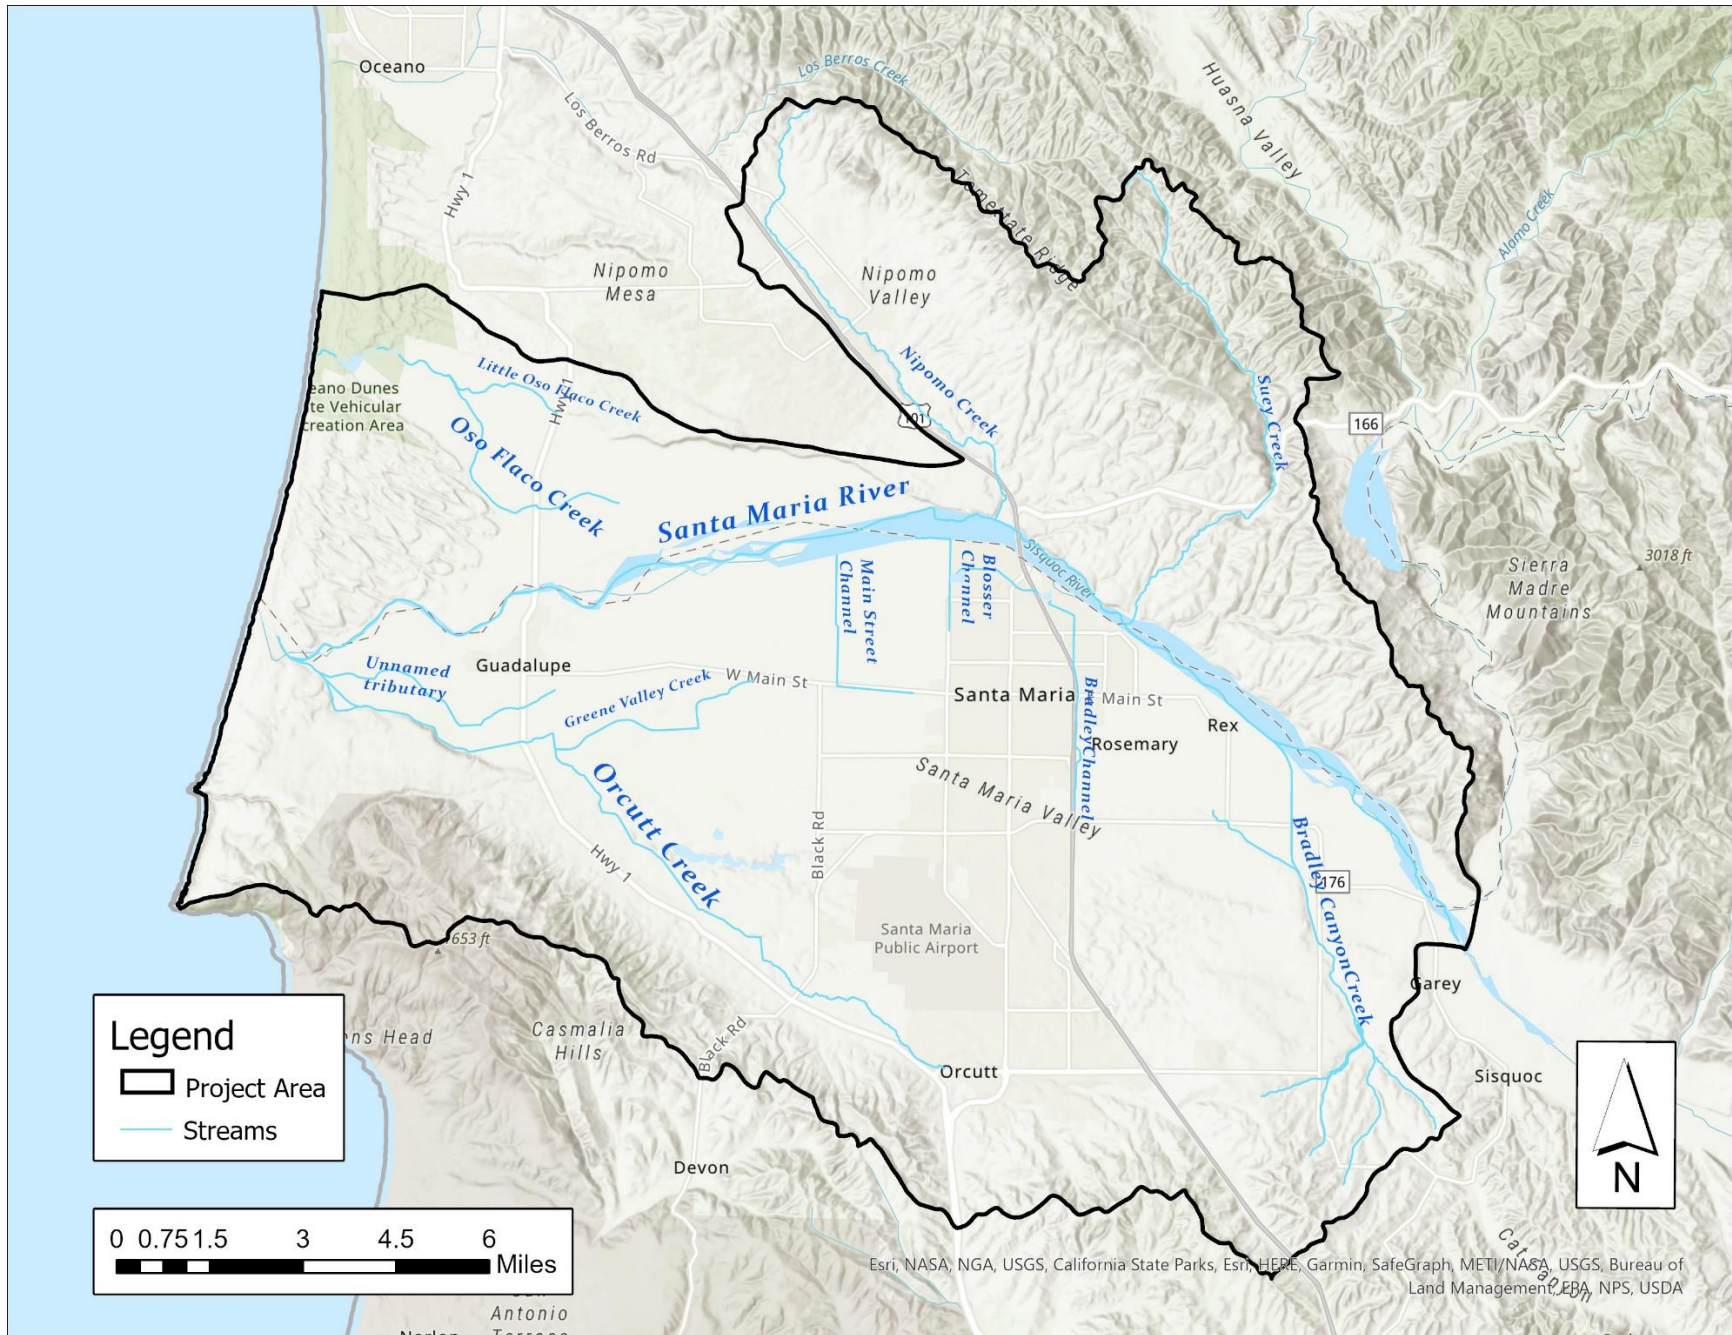 Oceano
Los Berros Creek
Huasna Valley
Los Berros Rd
Hwy 1
Temettate Ridge
Alamo Creek
Nipomo
Mesa
Nipomo
Valley
Little Oso Flaco Creek
Hwy 1
eano Dunes
te Vehicular
creation Area
Nipomo Creek
101
Suey Creek
166
Oso Flaco Creek
Santa Maria River
Sisquoc River
Main Street
Channel
Blosser
Channel
3018 ft
Sierra
Madre
Mountains
Unnamed
tributary
Guadalupe
Greene Valley Creek
W Main St
Santa Maria
Main St
Bradley Channel
Rex
Rosemary
Santa Maria Valley
Orcutt Creek
Black Rd
Hwy 1
Bradley Canyon Creek
176
Santa Maria
Public Airport
653 ft
Garey
Casmalia
Hills
ons Head
Black Rd
Orcutt
Sisquoc
Devon
Legend
Project Area
Streams
0 0.75 1.5 3 4.5 6
Miles
N
Antonio
Esri, NASA, NGA, USGS, California State Parks, Esri, HERE, Garmin, SafeGraph, METI/NASA, USGS, Bureau of
Land Management, EPA, NPS, USDA